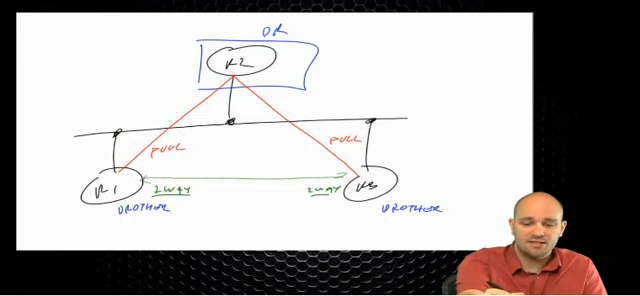 DR
R2
FULL
FULL
R1
2WAY
2WAY
R3
DROTHER
DROTHER